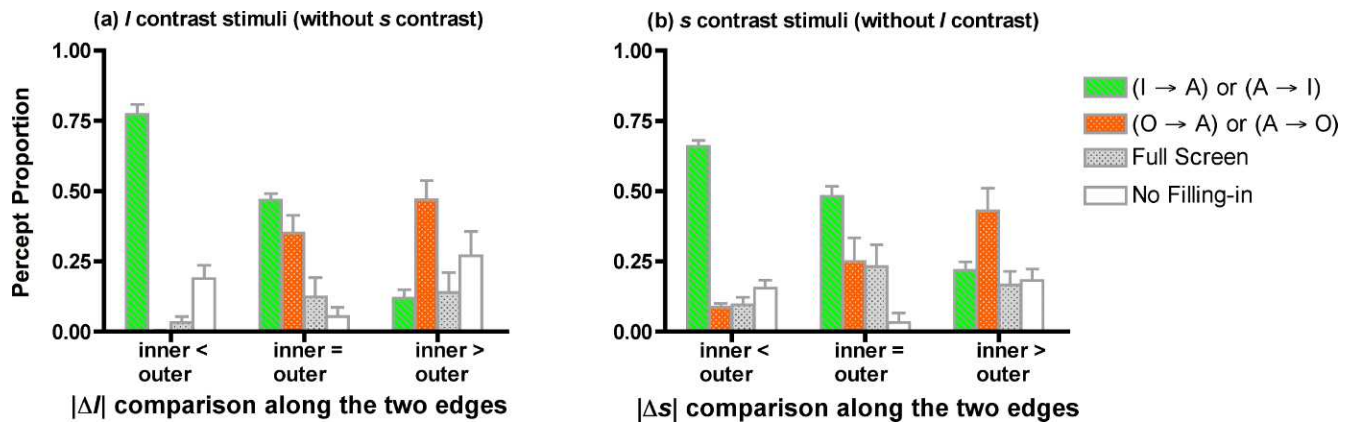 (a) l contrast stimuli (without s contrast)
1.00
0.75
0.50
0.25
0.00
Percept Proportion
inner < outer
inner = outer
inner > outer
|Δl| comparison along the two edges
(b) s contrast stimuli (without l contrast)
1.00
0.75
0.50
0.25
0.00
inner < outer
inner = outer
inner > outer
|Δs| comparison along the two edges
(I → A) or (A → I)
(O → A) or (A → O)
Full Screen
No Filling-in